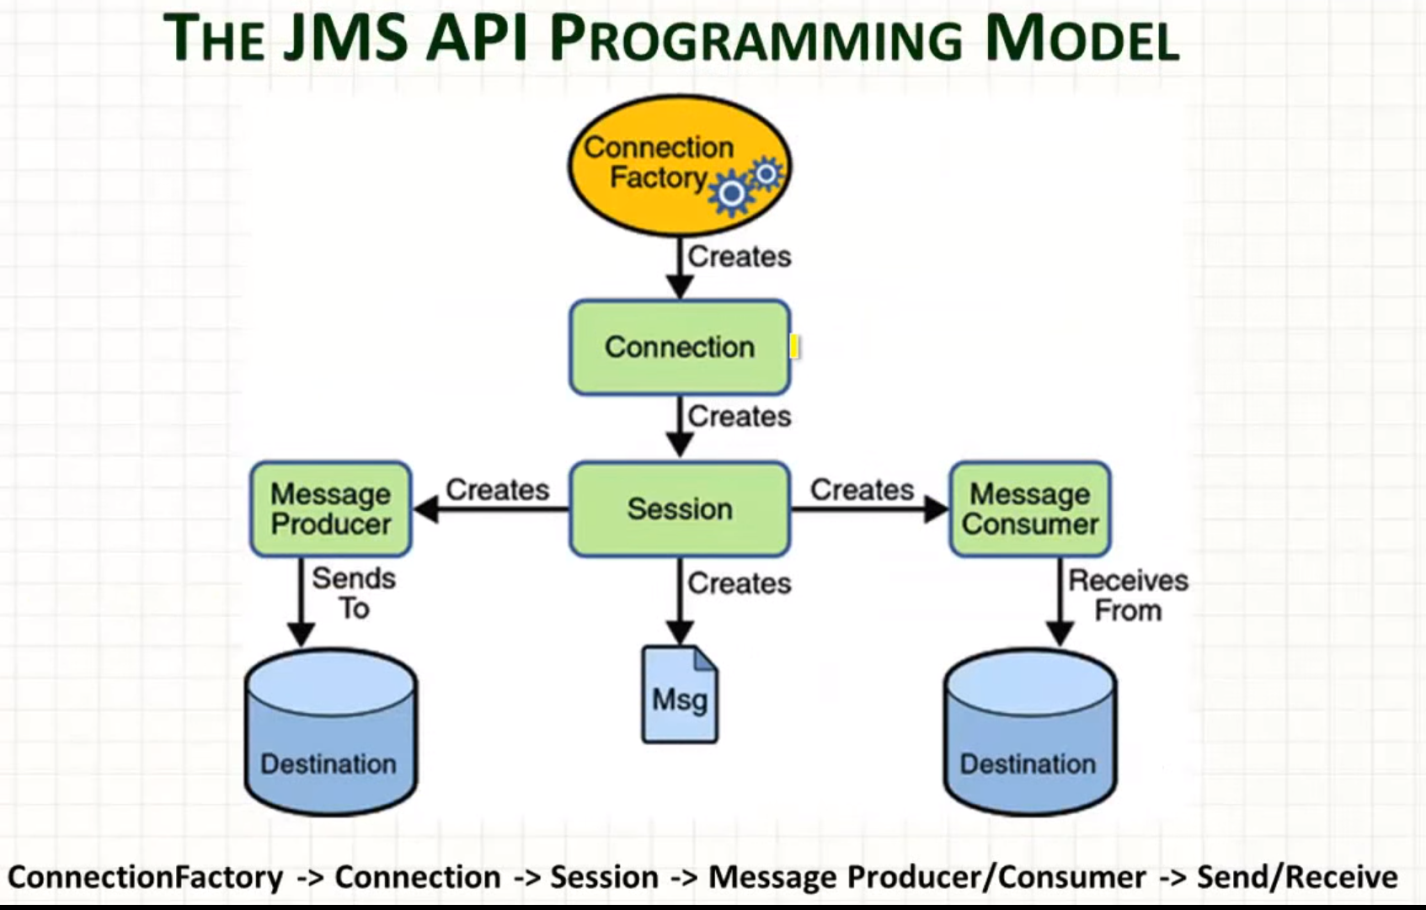 THE JMS API PROGRAMMING MODEL
Connection
Factory
Creates
Connection
Creates
Message
Producer
Creates
Session
Creates
Message
Consumer
Sends
To
Creates
Receives
From
Destination
Msg
Destination
ConnectionFactory -> Connection -> Session -> Message Producer/Consumer -> Send/Receive